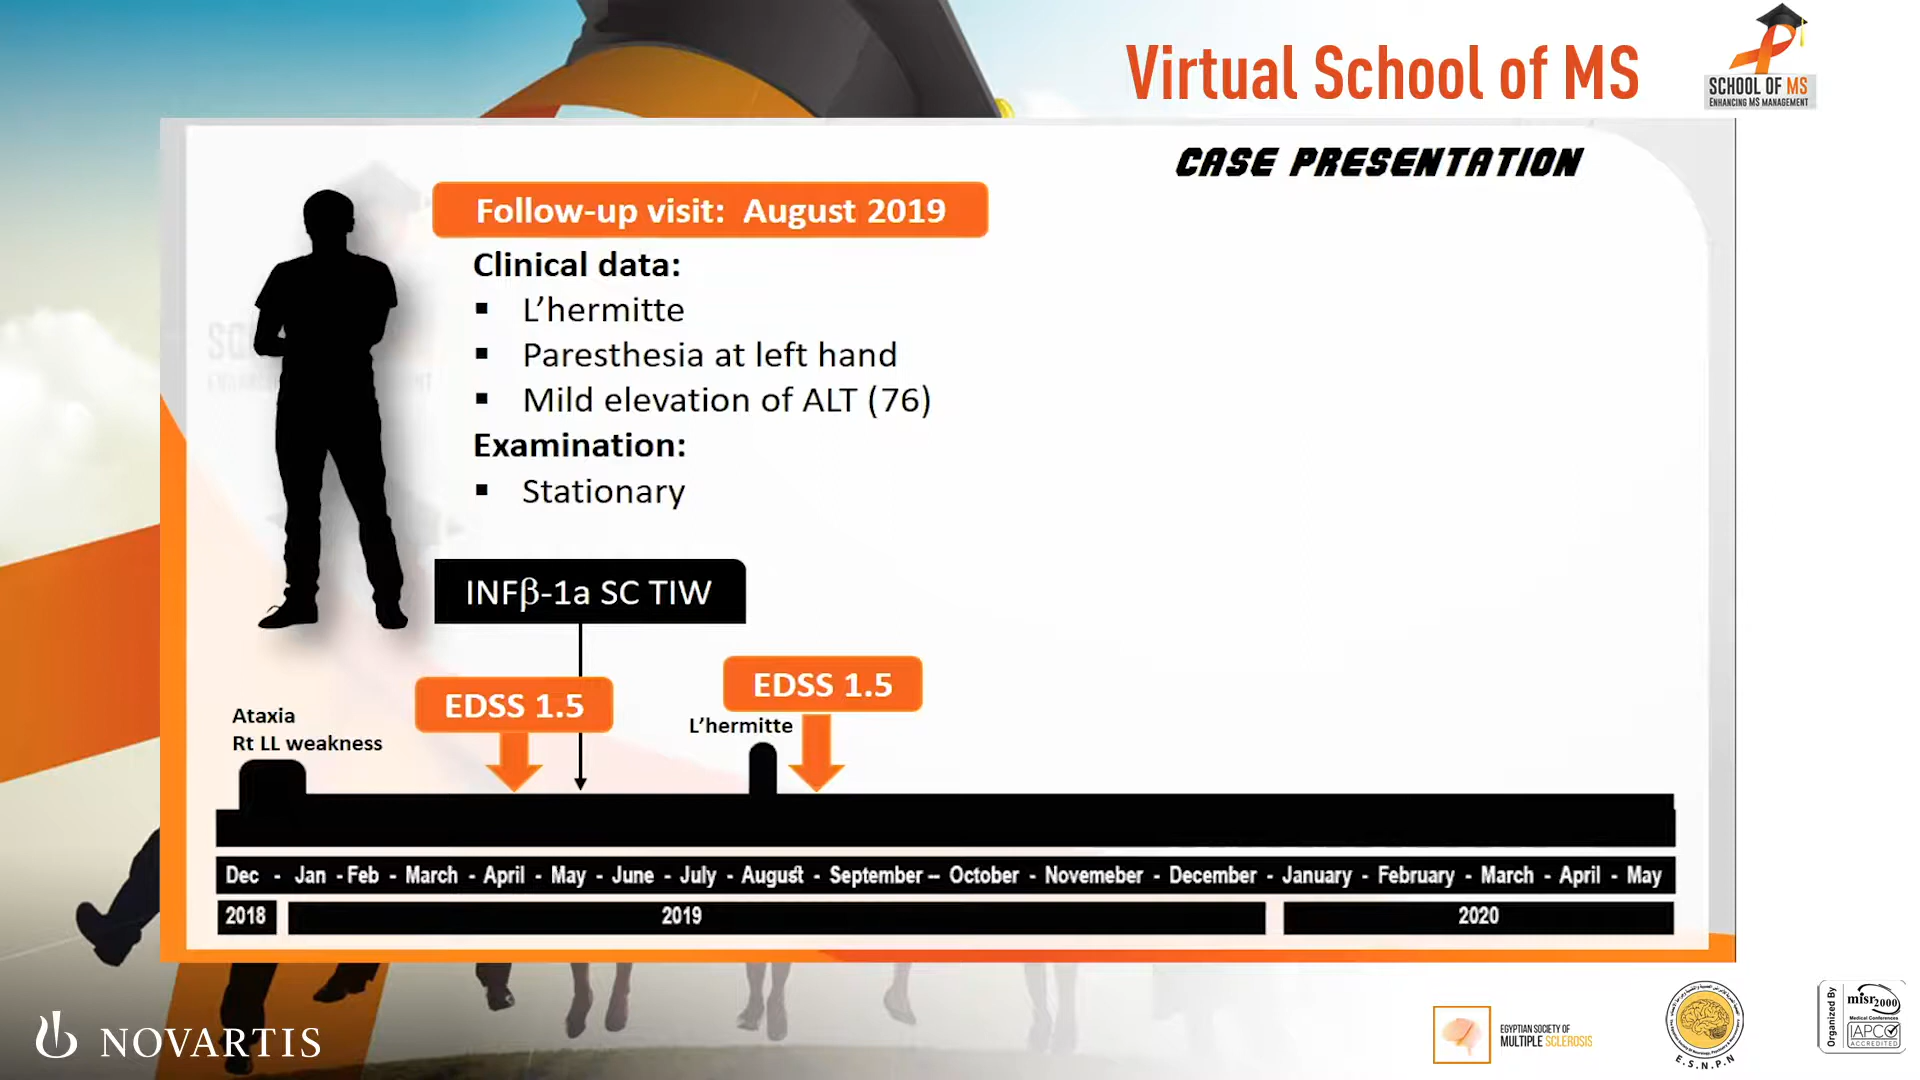 Virtual School of MS
SCHOOL OF MS
ENHANCING MS MANAGEMENT
CASE PRESENTATION
Follow-up visit: August 2019
Clinical data:
▪ L’hermitte
▪ Paresthesia at left hand
▪ Mild elevation of ALT (76)
Examination:
▪ Stationary
INFβ-1a SC TIW
EDSS 1.5
EDSS 1.5
L’hermitte
Ataxia
Rt LL weakness
Dec - Jan - Feb - March - April - May - June - July - August - September – October - Novemeber - December - January - February - March - April - May
2018 2019 2020
NOVARTIS
EGYPTIAN SOCIETY OF
MULTIPLE SCLEROSIS
E.S.N.P.N
Organized By
misr2000
Medical Conferences
IAPCO
ACCREDITED